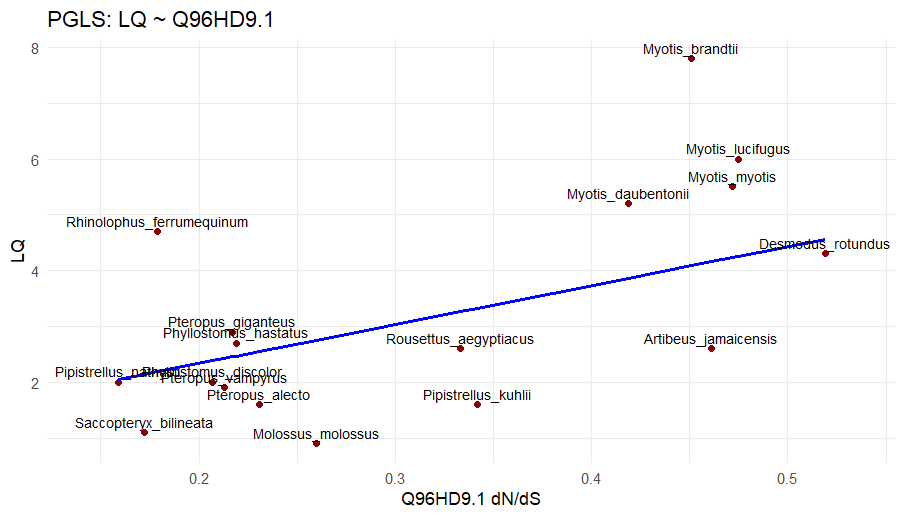 PGLS: LQ ~ Q96HD9.1
8
Myotis_brandtii
6
Myotis_lucifugus
Myotis_myotis
Myotis_daubentonii
Rhinolophus_ferrumequinum
Desmodus_rotundus
LQ
4
Pteropus_giganteus
Phyllostomus_hastatus
Rousettus_aegyptiacus
Artibeus_jamaicensis
2
Pteropus_vampyrus
Pteropus_alecto
Pipistrellus_kuhlii
Saccopteryx_bilineata
Molossus_molossus
0.2 0.3 0.4 0.5
Q96HD9.1 dN/dS